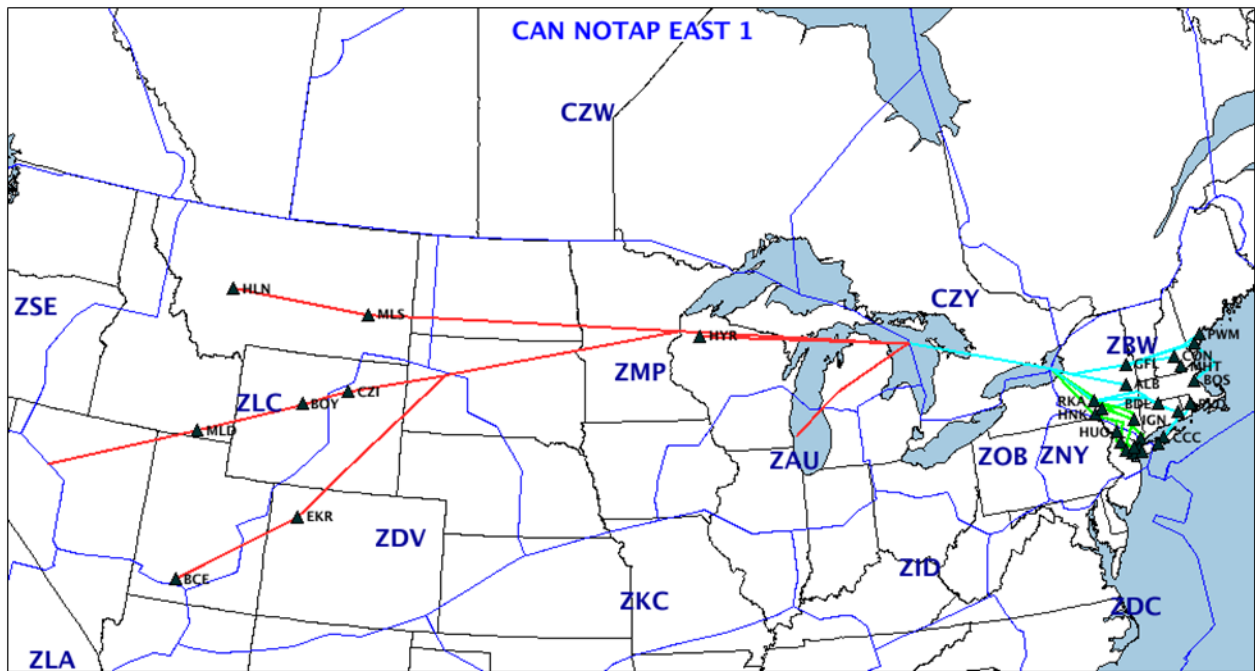 CAN NOTAP EAST 1
CZW
HLN
ZSE
CZY
MLS
HYR
PWM
ZBW
CON
GFL
MHT
ZMP
BOS
ALB
CZI
ZLC
BOY
RKA
BDL
HNK
IGN
MLD
HUO
CCC
ZAU
ZOB
ZNY
EKR
ZDV
ZID
BCE
ZKC
ZDC
ZLA